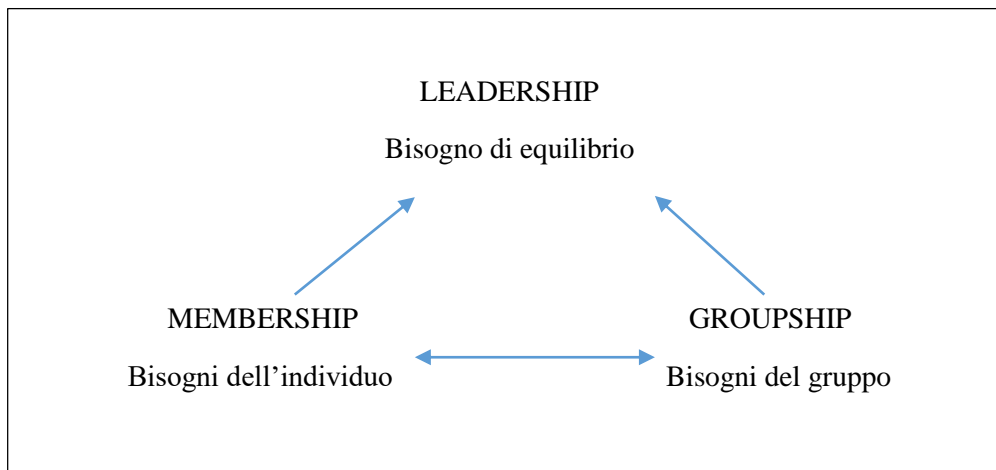 LEADERSHIP
Bisogno di equilibrio
MEMBERSHIP
Bisogni dell’individuo
GROUPSHIP
Bisogni del gruppo